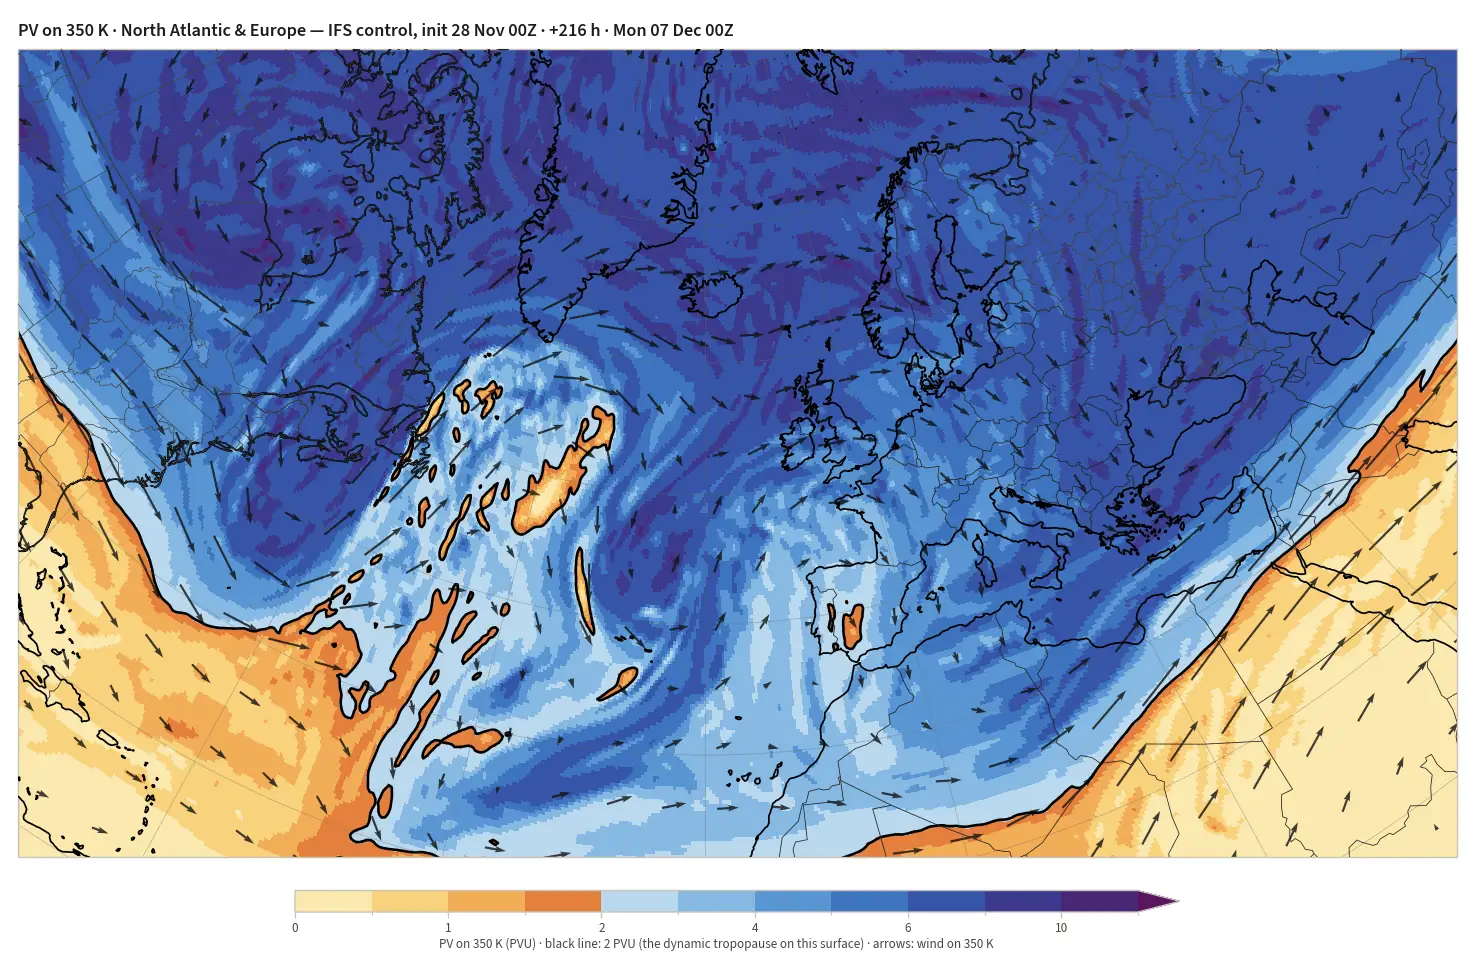 PV on 350 K · North Atlantic & Europe — IFS control, init 28 Nov 00Z · +216 h · Mon 07 Dec 00Z
0 1 2 4 6 10
PV on 350 K (PVU) · black line: 2 PVU (the dynamic tropopause on this surface) · arrows: wind on 350 K